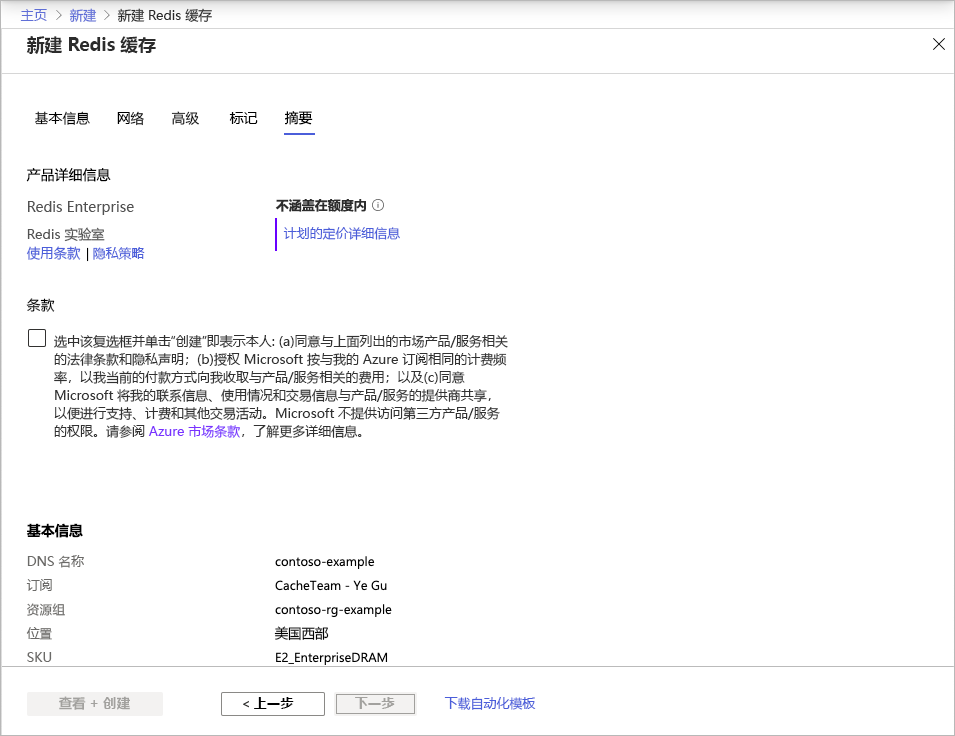 主页 > 新建 > 新建 Redis 缓存
新建 Redis 缓存
基本信息 网络 高级 标记 摘要
产品详细信息
Redis Enterprise
不涵盖在额度内
Redis 实验室
计划的定价详细信息
使用条款 | 隐私策略
条款
选中该复选框并单击“创建”即表示本人: (a)同意与上面列出的市场产品/服务相关
的法律条款和隐私声明；(b)授权 Microsoft 按与我的 Azure 订阅相同的计费频
率，以我当前的付款方式向我收取与产品/服务相关的费用；以及(c)同意
Microsoft 将我的联系信息、使用情况和交易信息与产品/服务的提供商共享，
以便进行支持、计费和其他交易活动。Microsoft 不提供访问第三方产品/服务
的权限。请参阅 Azure 市场条款，了解更多详细信息。
基本信息
DNS 名称 contoso-example
订阅 CacheTeam - Ye Gu
资源组 contoso-rg-example
位置 美国西部
SKU E2_EnterpriseDRAM
查看 + 创建 < 上一步 下一步 下载自动化模板